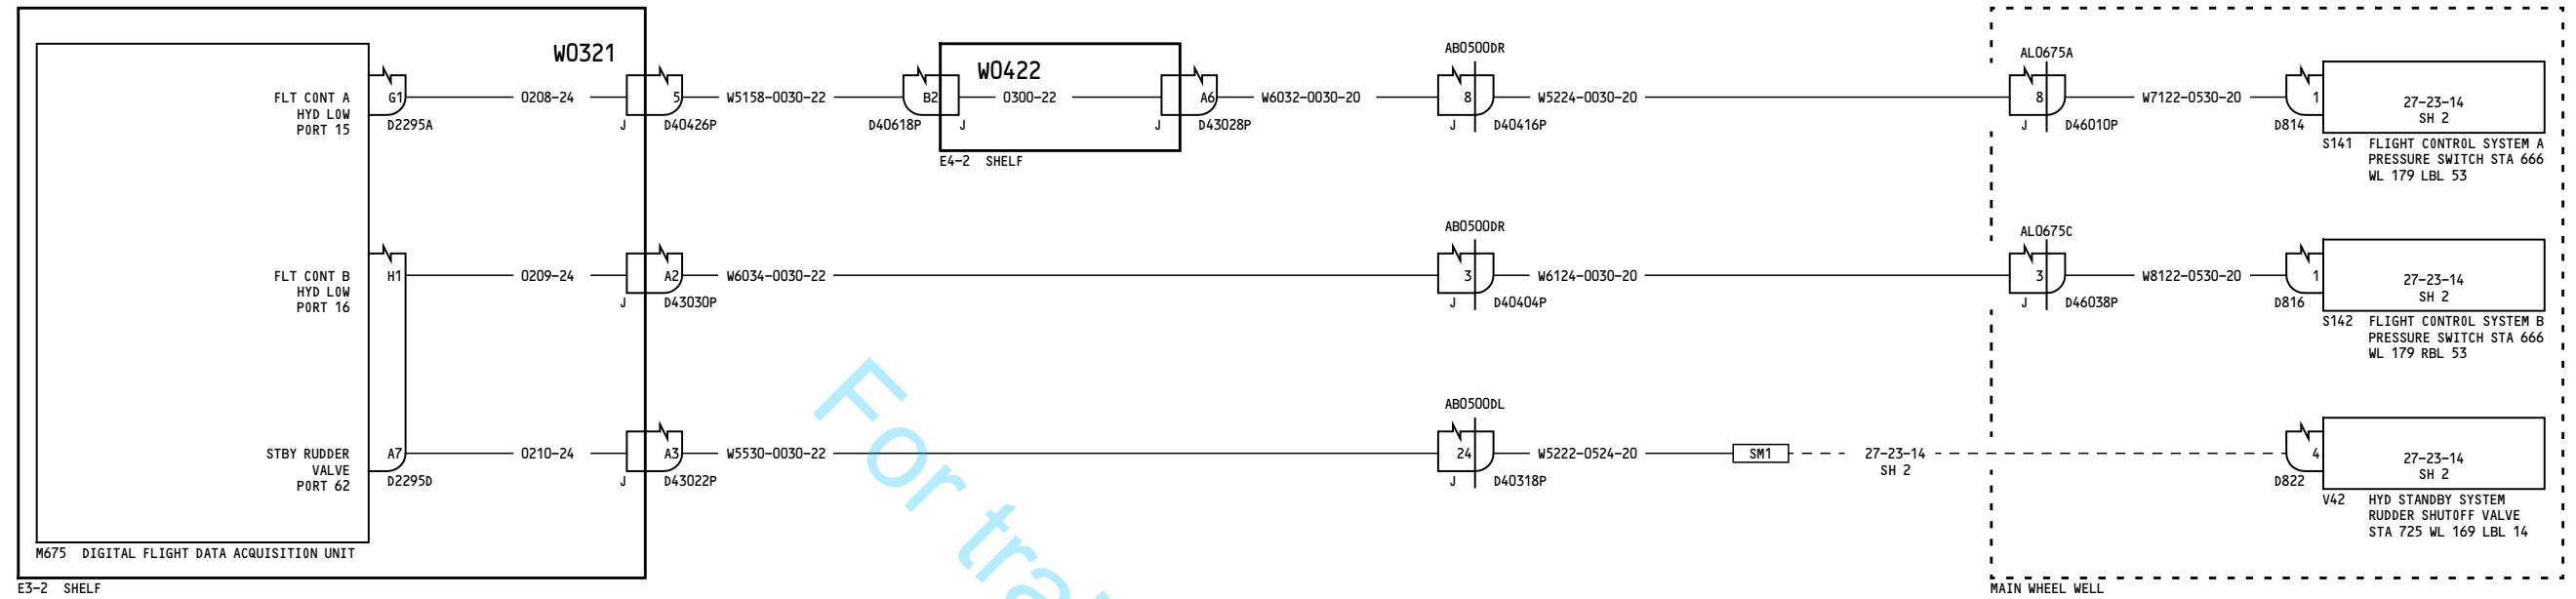 W0321
FLT CONT A
HYD LOW
PORT 15
G1
D2295A
0208-24
J
5
D40426P
W5158-0030-22
B2
D40618P
J
W0422
0300-22
J
A6
D43028P
E4-2 SHELF
W6032-0030-20
AB0500DR
8
J
D40416P
W5224-0030-20
AL0675A
8
J
D46010P
W7122-0530-20
1
D814
27-23-14
SH 2
S141 FLIGHT CONTROL SYSTEM A
PRESSURE SWITCH STA 666
WL 179 LBL 53
FLT CONT B
HYD LOW
PORT 16
H1
0209-24
J
A2
D43030P
W6034-0030-22
AB0500DR
3
J
D40404P
W6124-0030-20
AL0675C
3
J
D46038P
W8122-0530-20
1
D816
27-23-14
SH 2
S142 FLIGHT CONTROL SYSTEM B
PRESSURE SWITCH STA 666
WL 179 RBL 53
STBY RUDDER
VALVE
PORT 62
A7
D2295D
0210-24
J
A3
D43022P
W5530-0030-22
AB0500DL
24
J
D40318P
W5222-0524-20
SM1
27-23-14
SH 2
4
D822
27-23-14
SH 2
V42 HYD STANDBY SYSTEM
RUDDER SHUTOFF VALVE
STA 725 WL 169 LBL 14
M675 DIGITAL FLIGHT DATA ACQUISITION UNIT
E3-2 SHELF
MAIN WHEEL WELL
For